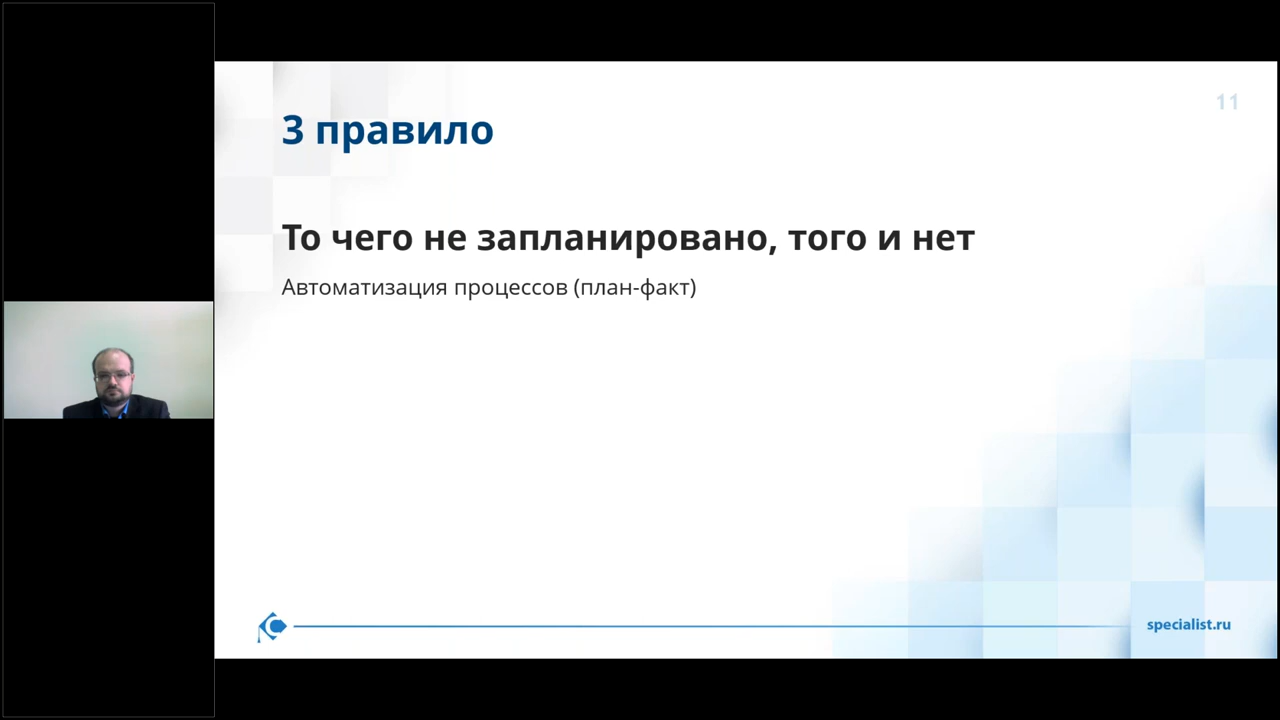 11
3 правило
То чего не запланировано, того и нет
Автоматизация процессов (план-факт)
specialist.ru